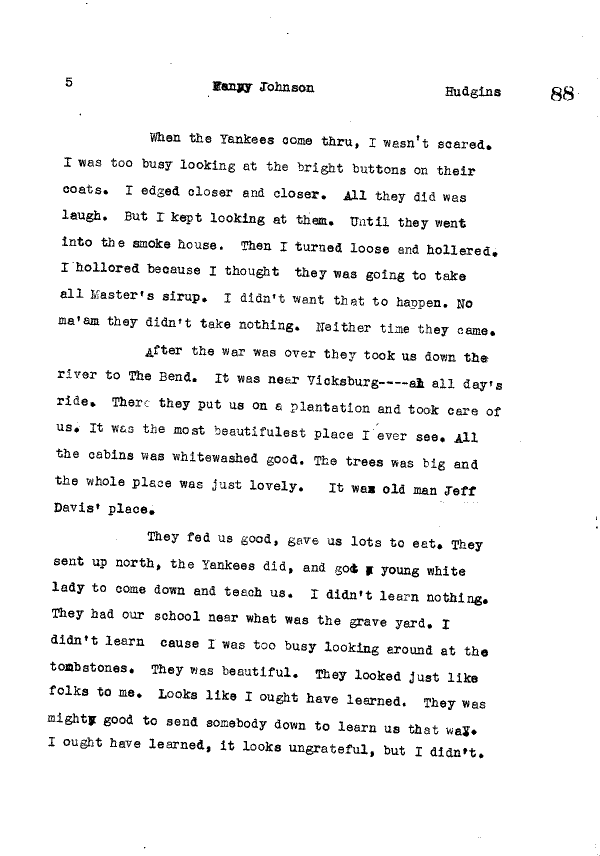 5 Fanny Johnson Hudgins 88
When the Yankees come thru, I wasn't scared.
I was too busy looking at the bright buttons on their
coats. I edged closer and closer. All they did was
laugh. But I kept looking at them. Until they went
into the smoke house. Then I turned loose and hollered.
I hollored because I thought they was going to take
all Master's sirup. I didn't want that to happen. No
ma'am they didn't take nothing. Neither time they came.
After the war was over they took us down the
river to The Bend. It was near Vicksburg----an all day's
ride. There they put us on a plantation and took care of
us. It was the most beautifulest place I ever see. All
the cabins was whitewashed good. The trees was big and
the whole place was just lovely. It was old man Jeff
Davis' place.
They fed us good, gave us lots to eat. They
sent up north, the Yankees did, and got a young white
lady to come down and teach us. I didn't learn nothing.
They had our school near what was the grave yard. I
didn't learn cause I was too busy looking around at the
tombstones. They was beautiful. They looked just like
folks to me. Looks like I ought have learned. They was
mighty good to send somebody down to learn us that way.
I ought have learned, it looks ungrateful, but I didn't.